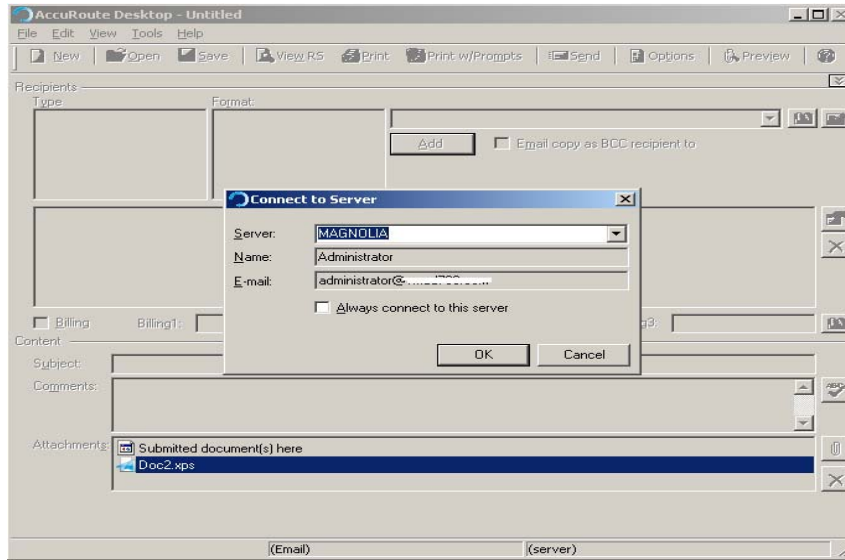 AccuRoute Desktop - Untitled
File Edit View Tools Help
New Open Save View RS Print Print w/Prompts Send Options Preview
Recipients
Type Format:
Add Email copy as BCC recipient to
Connect to Server
Server: MAGNOLIA
Name: Administrator
E-mail: administrator@
Always connect to this server
Billing Billing1: g3:
OK Cancel
Content
Subject:
Comments:
Attachments: Submitted document(s) here
Doc2.xps
(Email) (server)